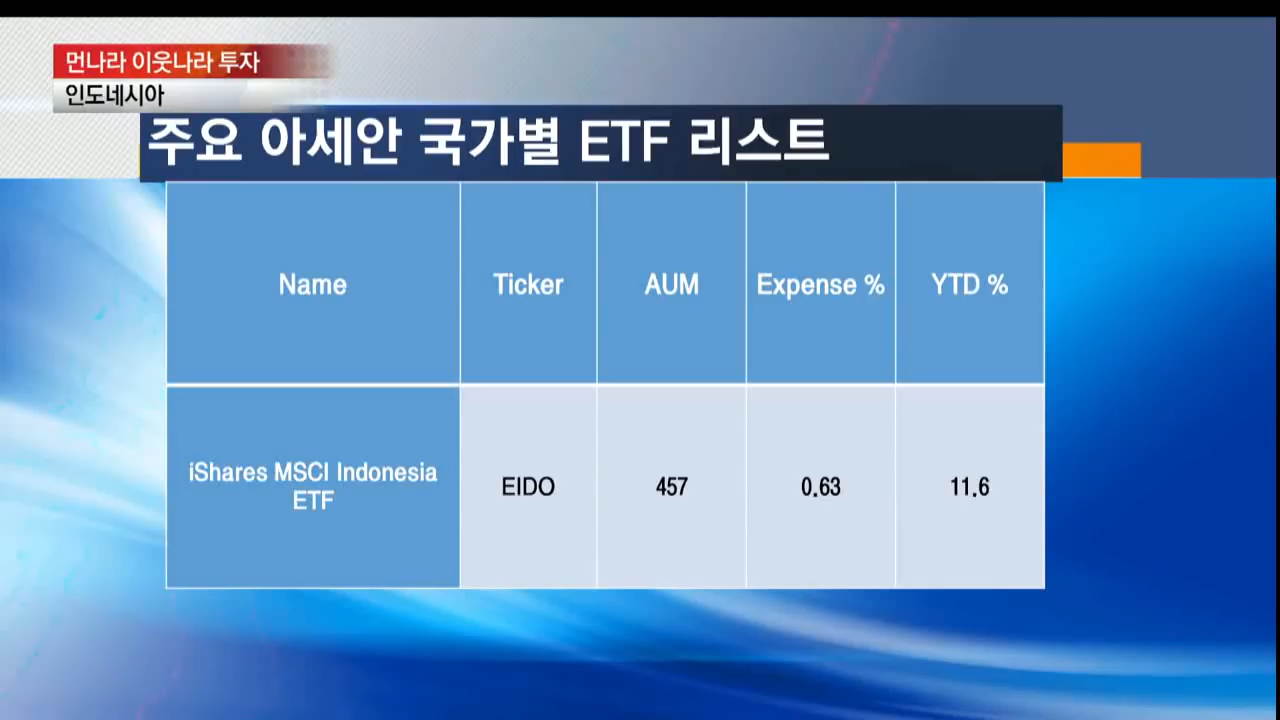 먼나라 이웃나라 투자
인도네시아
주요 아세안 국가별 ETF 리스트
Name Ticker AUM Expense % YTD %
iShares MSCI Indonesia
ETF
EIDO 457 0.63 11.6